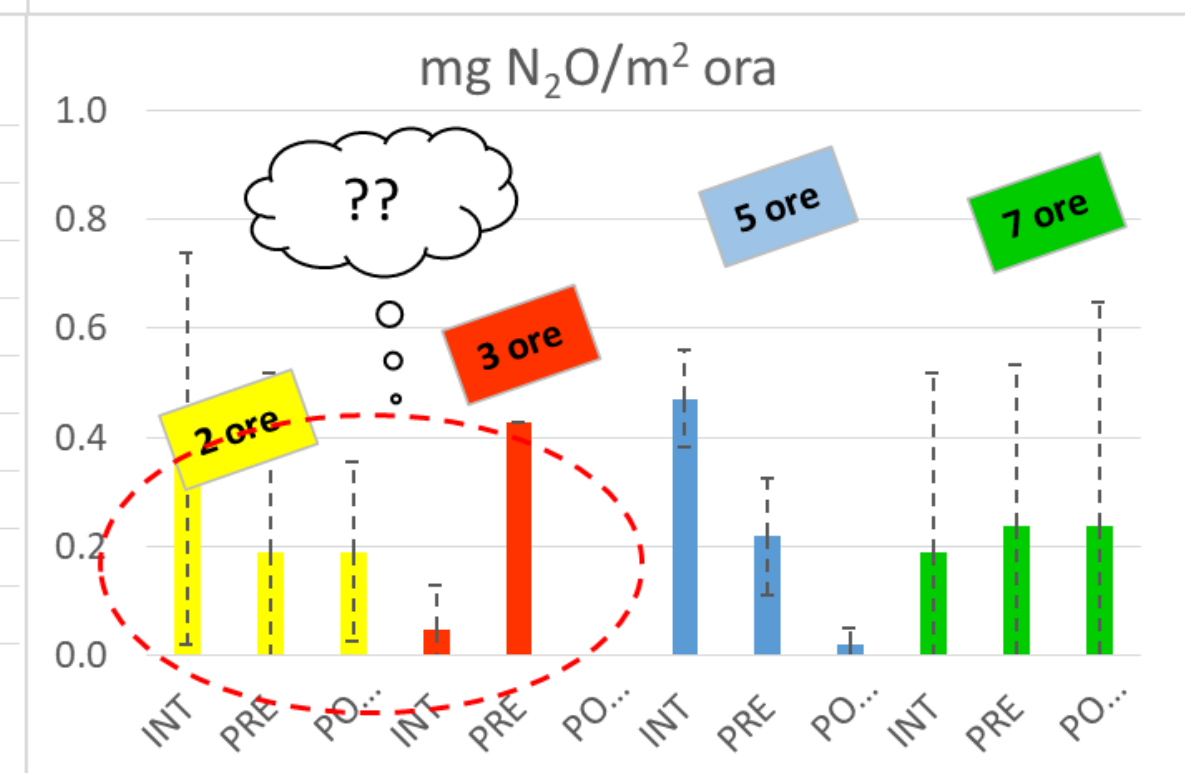 mg N₂O/m² ora
1.0
0.8
0.6
0.4
0.2
0.0
??
2 ore
3 ore
5 ore
7 ore
INT
PRE
PO...
INT
PRE
PO...
INT
PRE
PO...
INT
PRE
PO...